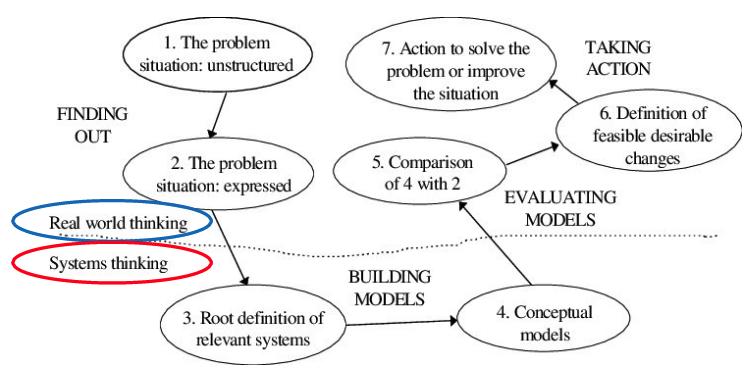 1. The problem
situation: unstructured
7. Action to solve the
problem or improve
the situation
TAKING
ACTION
FINDING
OUT
6. Definition of
feasible desirable
changes
2. The problem
situation: expressed
5. Comparison
of 4 with 2
EVALUATING
MODELS
Real world thinking
Systems thinking
BUILDING
MODELS
3. Root definition of
relevant systems
4. Conceptual
models